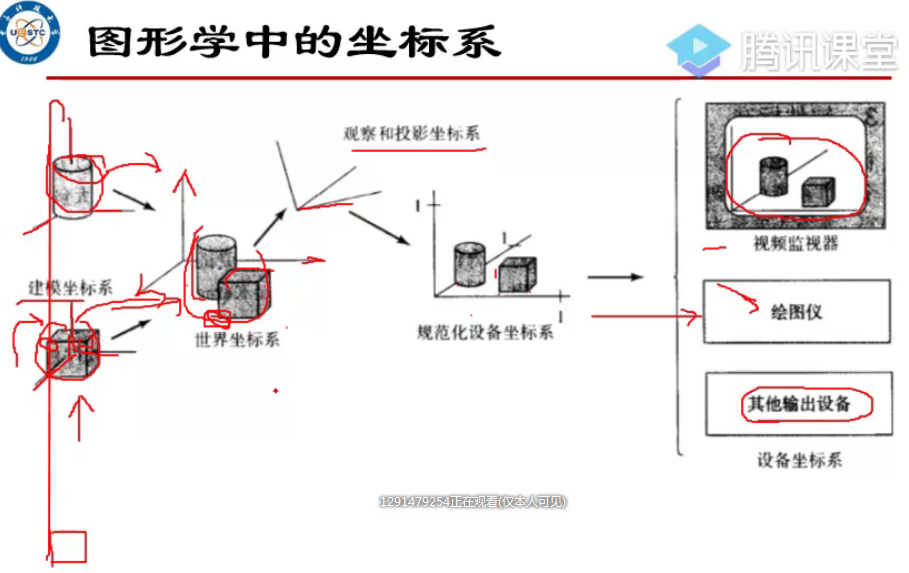 图形学中的坐标系
腾讯课堂
UESTC
1956
观察和投影坐标系
建模坐标系
世界坐标系
1
1
1
规范化设备坐标系
视频监视器
绘图仪
其他输出设备
设备坐标系
1291479254正在观看(仅本人可见)